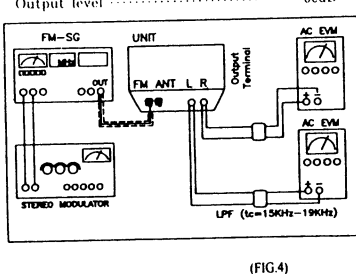 Output level
FM-SG
UNIT
AC EVM
MHz
OUT
FM ANT L R
Output
Terminal
+ -
AC EVM
+ -
STEREO MODULATOR
LPF (tc=15KHz-19KHz)
(FIG.4)